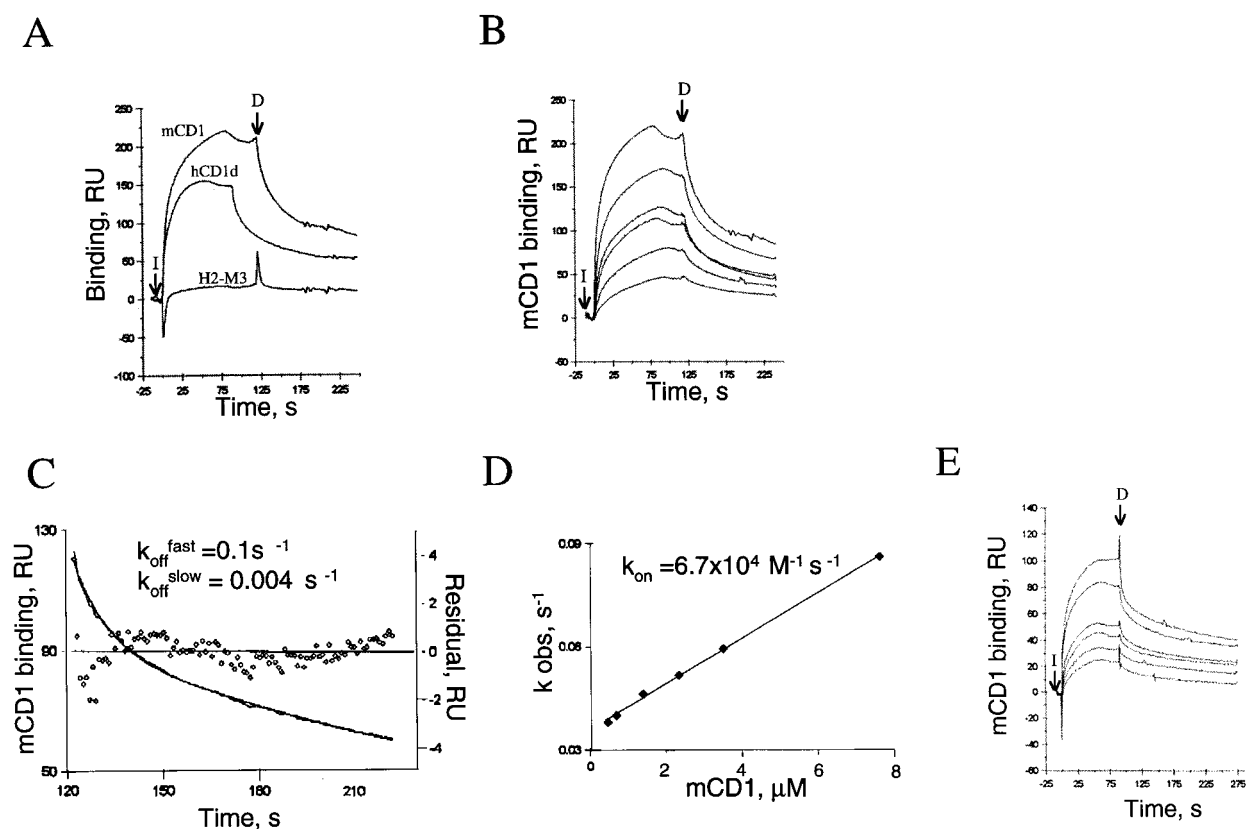 A
B
D
250
200
150
100
50
0
-50
-100
mCD1
hCD1d
H2-M3
I
Binding, RU
-25 25 75 125 175 225
Time, s
D
250
200
150
100
50
0
-50
I
mCD1 binding, RU
-25 25 75 125 175 225
Time, s
C
D
E
130
90
50
mCD1 binding, RU
k_off^fast =0.1s ⁻¹
k_off^slow = 0.004 s ⁻¹
4
2
0
-2
-4
Residual, RU
120 150 180 210
Time, s
0.09
0.06
0.03
k obs, s⁻¹
k_on =6.7x10⁴ M⁻¹ s⁻¹
0 2 4 6 8
mCD1, μM
D
140
120
100
80
60
40
20
0
-20
-40
-60
I
mCD1 binding, RU
-25 25 75 125 175 225 275
Time, s